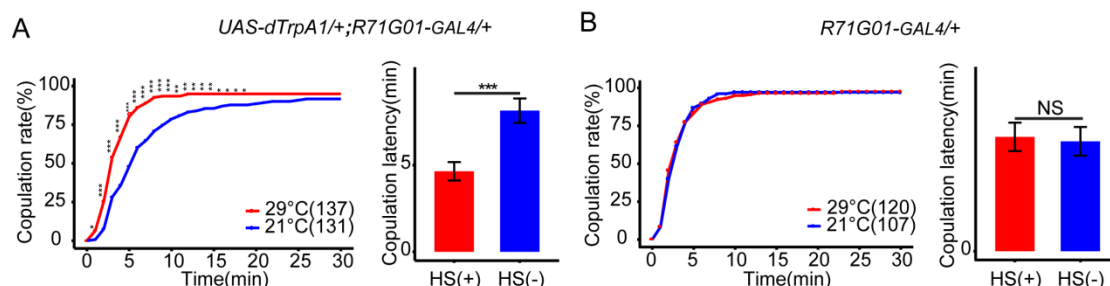 A
UAS-dTrpA1/+;R71G01-GAL4/+
Copulation rate(%)
100
75
50
25
0
* *** *** *** *** *** *** *** *** *** ** ** ** ** ** * * * *
29°C(137)
21°C(131)
0 5 10 15 20 25 30
Time(min)
Copulation latency(min)
5
0
***
HS(+) HS(-)
B
R71G01-GAL4/+
Copulation rate(%)
100
75
50
25
0
29°C(120)
21°C(107)
0 5 10 15 20 25 30
Time(min)
Copulation latency(min)
0
NS
HS(+) HS(-)